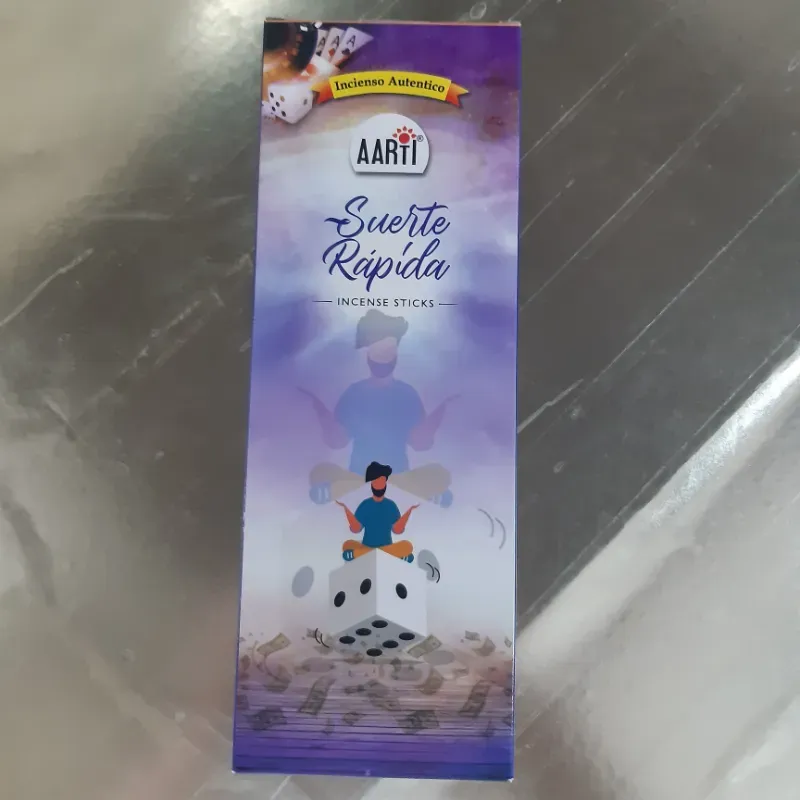 A
A
A
Incienso Autentico
AARTI®
Suerte
Rápida
INCENSE STICKS